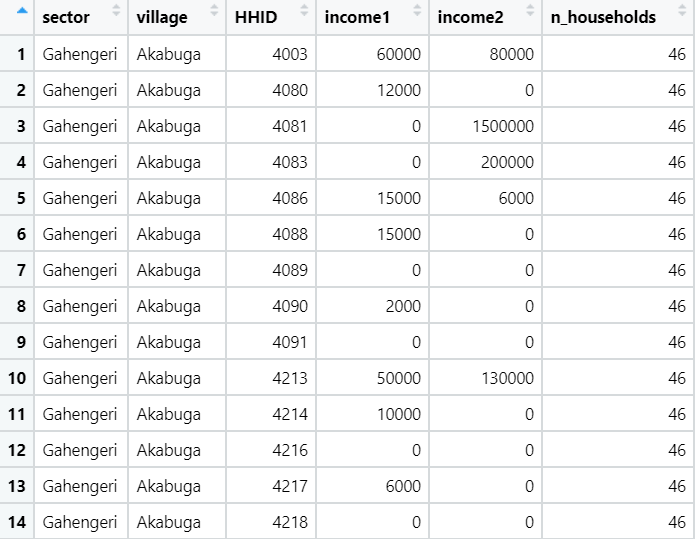 sector village HHID income1 income2 n_households
1 Gahengeri Akabuga 4003 60000 80000 46
2 Gahengeri Akabuga 4080 12000 0 46
3 Gahengeri Akabuga 4081 0 1500000 46
4 Gahengeri Akabuga 4083 0 200000 46
5 Gahengeri Akabuga 4086 15000 6000 46
6 Gahengeri Akabuga 4088 15000 0 46
7 Gahengeri Akabuga 4089 0 0 46
8 Gahengeri Akabuga 4090 2000 0 46
9 Gahengeri Akabuga 4091 0 0 46
10 Gahengeri Akabuga 4213 50000 130000 46
11 Gahengeri Akabuga 4214 10000 0 46
12 Gahengeri Akabuga 4216 0 0 46
13 Gahengeri Akabuga 4217 6000 0 46
14 Gahengeri Akabuga 4218 0 0 46